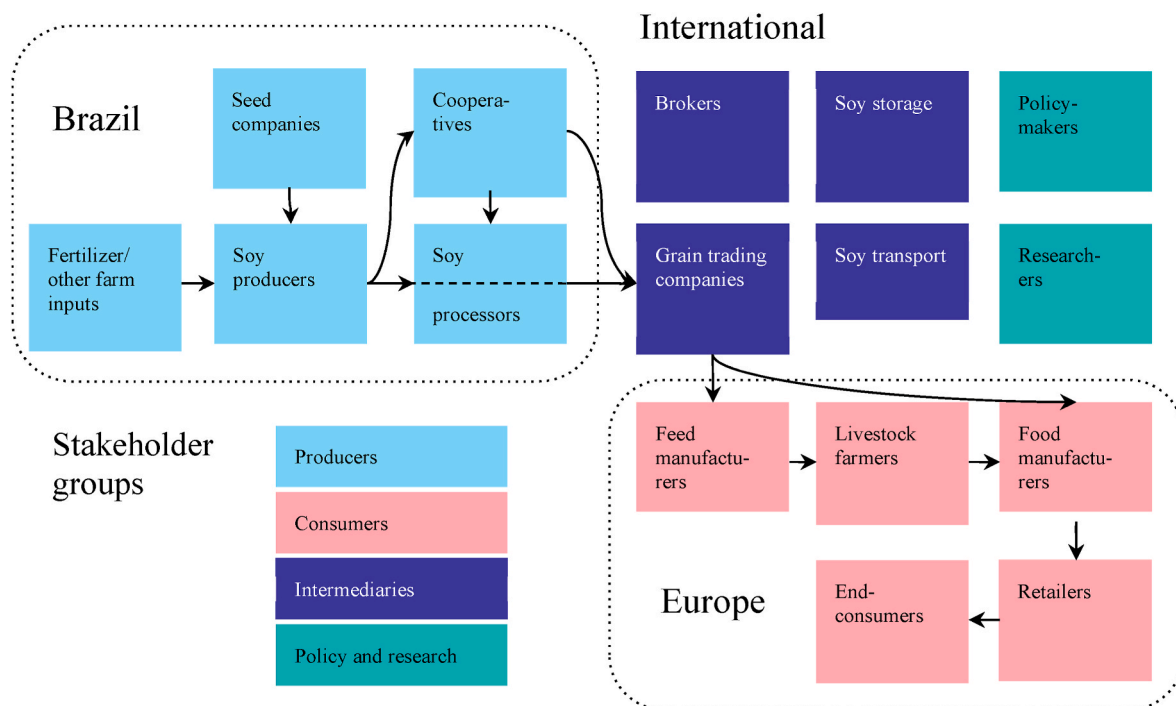 International
Brazil
Seed
companies
Coopera-
tives
Brokers
Soy storage
Policy-
makers
Fertilizer/
other farm
inputs
Soy
producers
Soy
processors
Grain trading
companies
Soy transport
Research-
ers
Stakeholder
groups
Producers
Consumers
Intermediaries
Policy and research
Feed
manufactu-
rers
Livestock
farmers
Food
manufactu-
rers
Europe
End-
consumers
Retailers